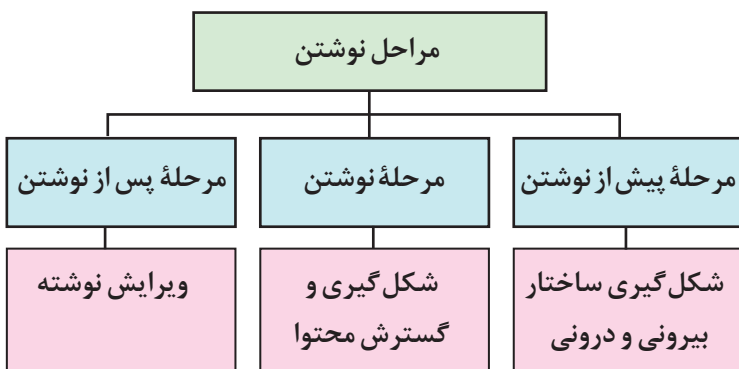 مراحل نوشتن
مرحلهٔ پیش از نوشتن
مرحلهٔ نوشتن
مرحلهٔ پس از نوشتن
شکل‌گیری ساختار
بیرونی و درونی
شکل‌گیری و
گسترش محتوا
ویرایش نوشته